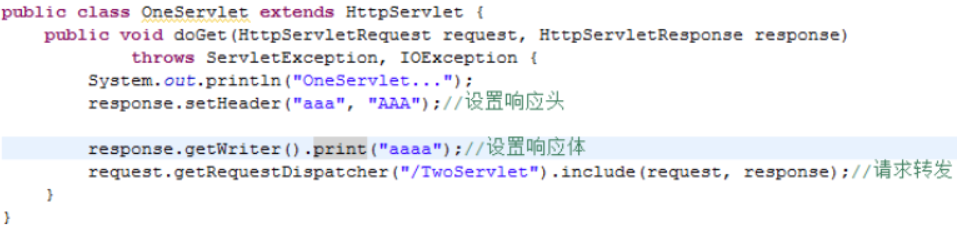 public class OneServlet extends HttpServlet {
public void doGet(HttpServletRequest request, HttpServletResponse response)
throws ServletException, IOException {
System.out.println("OneServlet...");
response.setHeader("aaa", "AAA");//设置响应头
response.getWriter().print("aaaa");//设置响应体
request.getRequestDispatcher("/TwoServlet").include(request, response);//请求转发
}
}